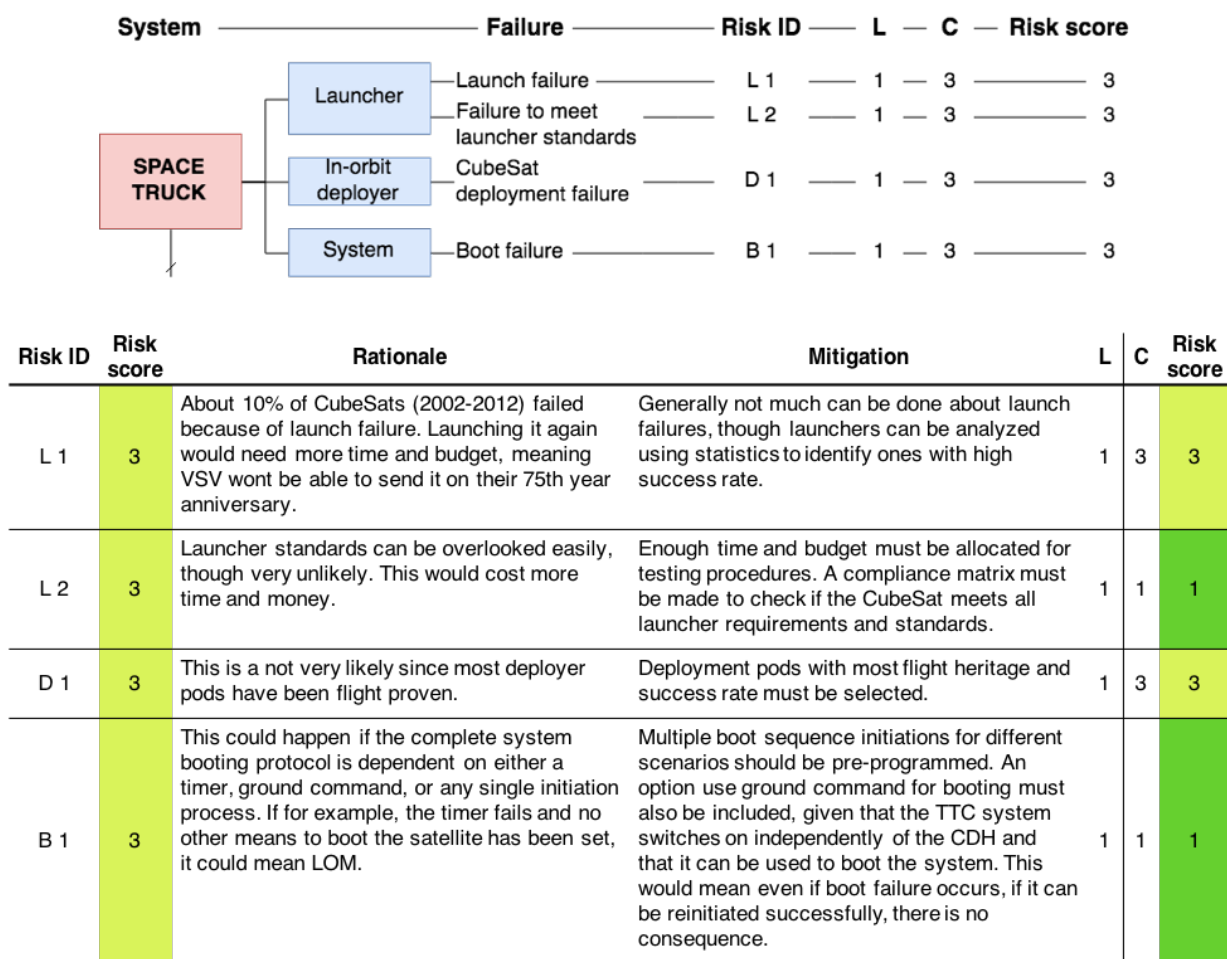 System Failure Risk ID L C Risk score
Launcher
Launch failure L 1 1 3 3
Failure to meet
launcher standards
L 2 1 3 3
SPACE
TRUCK
In-orbit
deployer
CubeSat
deployment failure
D 1 1 3 3
System
Boot failure B 1 1 3 3
Risk ID
Risk
score
Rationale
Mitigation
L
C
Risk
score
L 1
3
About 10% of CubeSats (2002-2012) failed
because of launch failure. Launching it again
would need more time and budget, meaning
VSV wont be able to send it on their 75th year
anniversary.
Generally not much can be done about launch
failures, though launchers can be analyzed
using statistics to identify ones with high
success rate.
1
3
3
L 2
3
Launcher standards can be overlooked easily,
though very unlikely. This would cost more
time and money.
Enough time and budget must be allocated for
testing procedures. A compliance matrix must
be made to check if the CubeSat meets all
launcher requirements and standards.
1
1
1
D 1
3
This is a not very likely since most deployer
pods have been flight proven.
Deployment pods with most flight heritage and
success rate must be selected.
1
3
3
B 1
3
This could happen if the complete system
booting protocol is dependent on either a
timer, ground command, or any single initiation
process. If for example, the timer fails and no
other means to boot the satellite has been set,
it could mean LOM.
Multiple boot sequence initiations for different
scenarios should be pre-programmed. An
option use ground command for booting must
also be included, given that the TTC system
switches on independently of the CDH and
that it can be used to boot the system. This
would mean even if boot failure occurs, if it can
be reinitiated successfully, there is no
consequence.
1
1
1